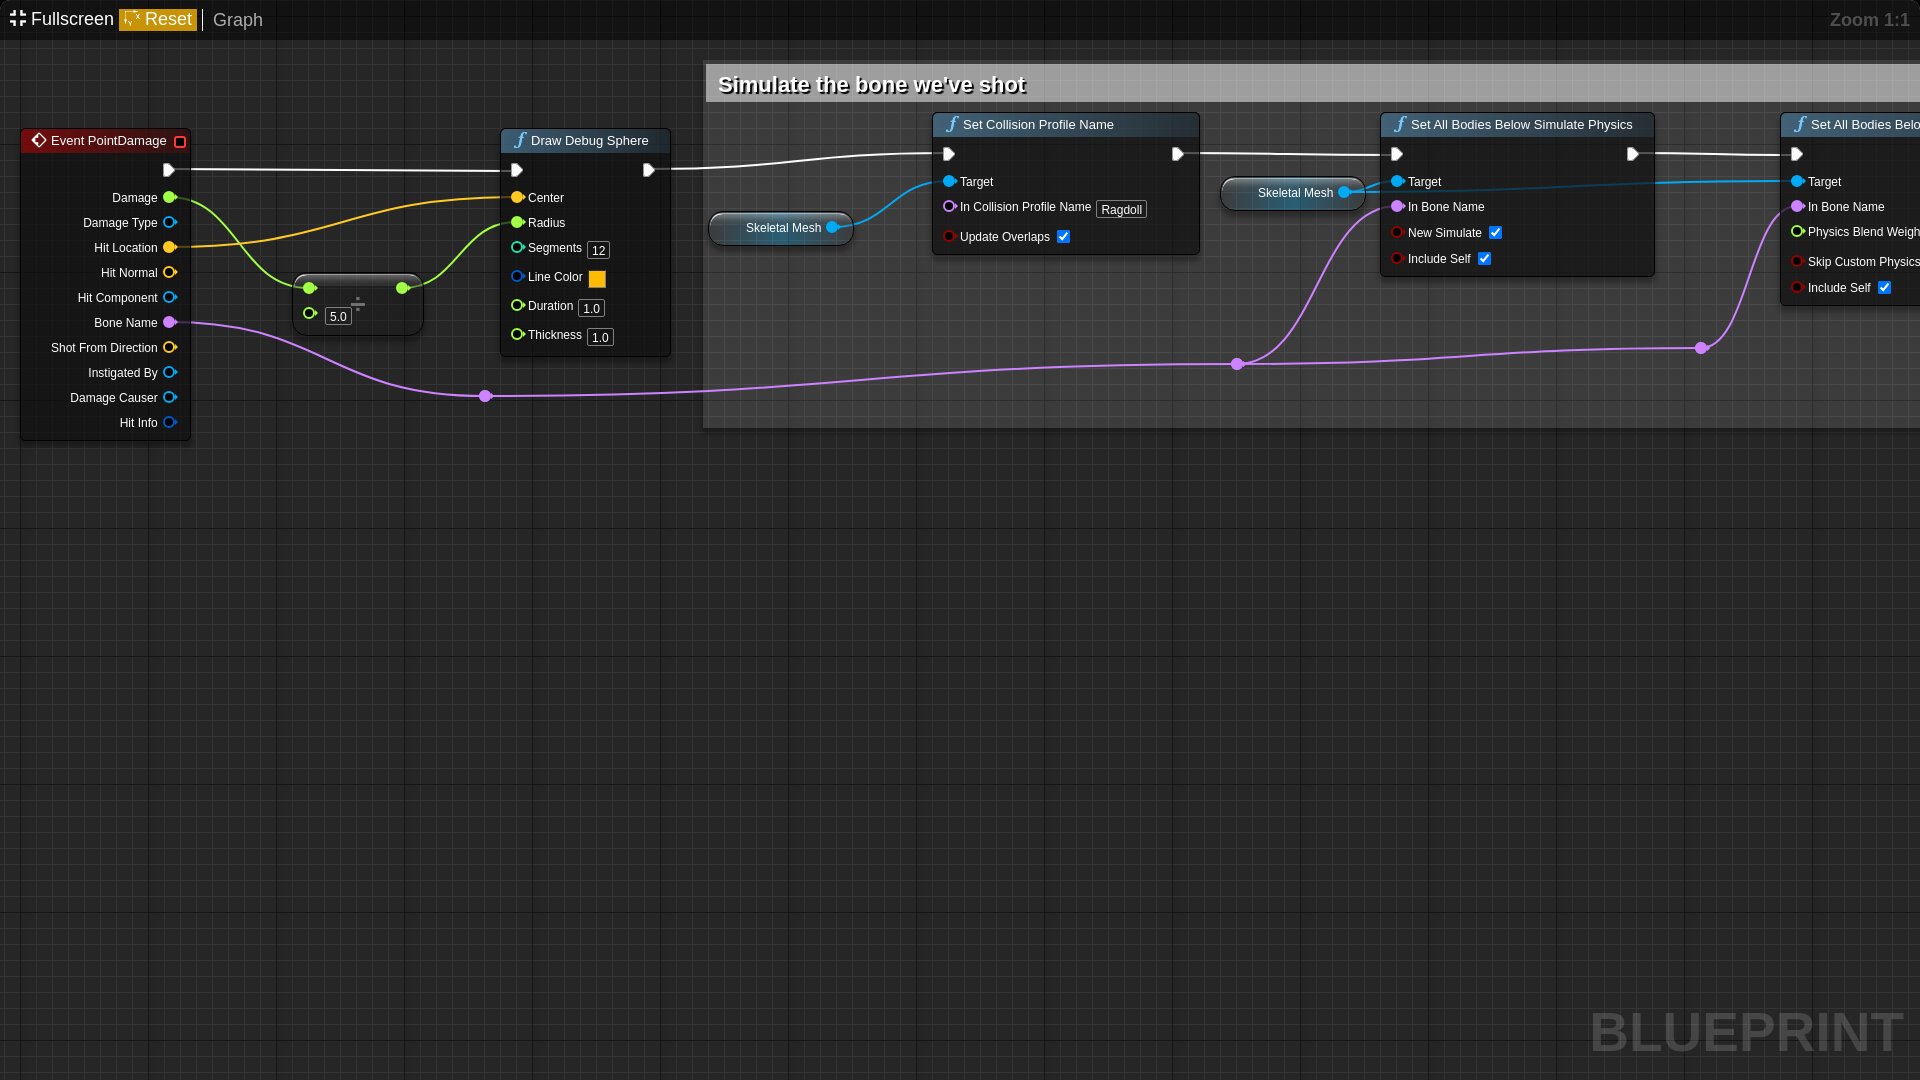 Fullscreen Reset Graph
Zoom 1:1
Simulate the bone we've shot
Event PointDamage
Damage
Damage Type
Hit Location
Hit Normal
Hit Component
Bone Name
Shot From Direction
Instigated By
Damage Causer
Hit Info
÷
5.0
Draw Debug Sphere
Center
Radius
Segments 12
Line Color
Duration 1.0
Thickness 1.0
Skeletal Mesh
Set Collision Profile Name
Target
In Collision Profile Name Ragdoll
Update Overlaps
Skeletal Mesh
Set All Bodies Below Simulate Physics
Target
In Bone Name
New Simulate
Include Self
Set All Bodies Belo
Target
In Bone Name
Physics Blend Weigh
Skip Custom Physics
Include Self
BLUEPRINT